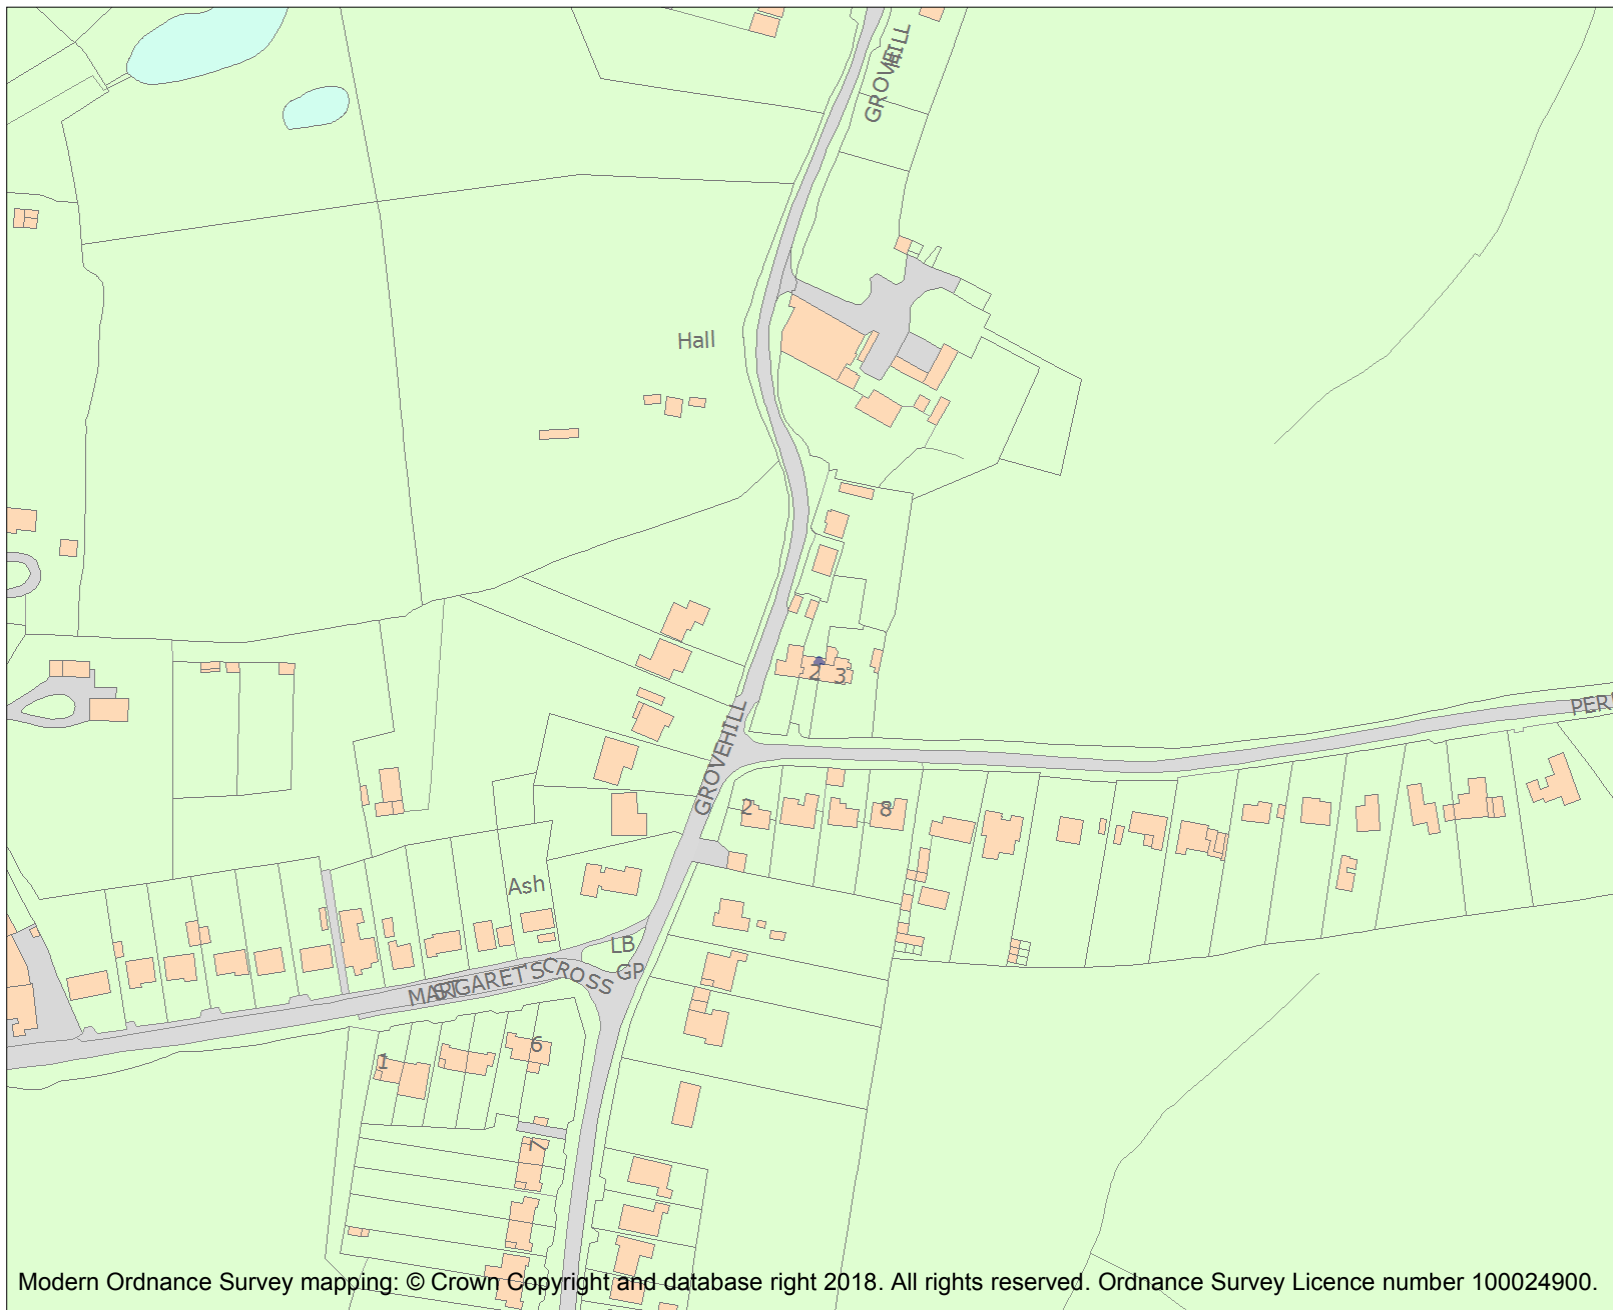 GROVEHILL
Hall
2 3
PER
GROVEHILL
2
8
Ash
LB
GP
ST MARGARET'S CROSS
1
6
7
Modern Ordnance Survey mapping: © Crown Copyright and database right 2018. All rights reserved. Ordnance Survey Licence number 100024900.